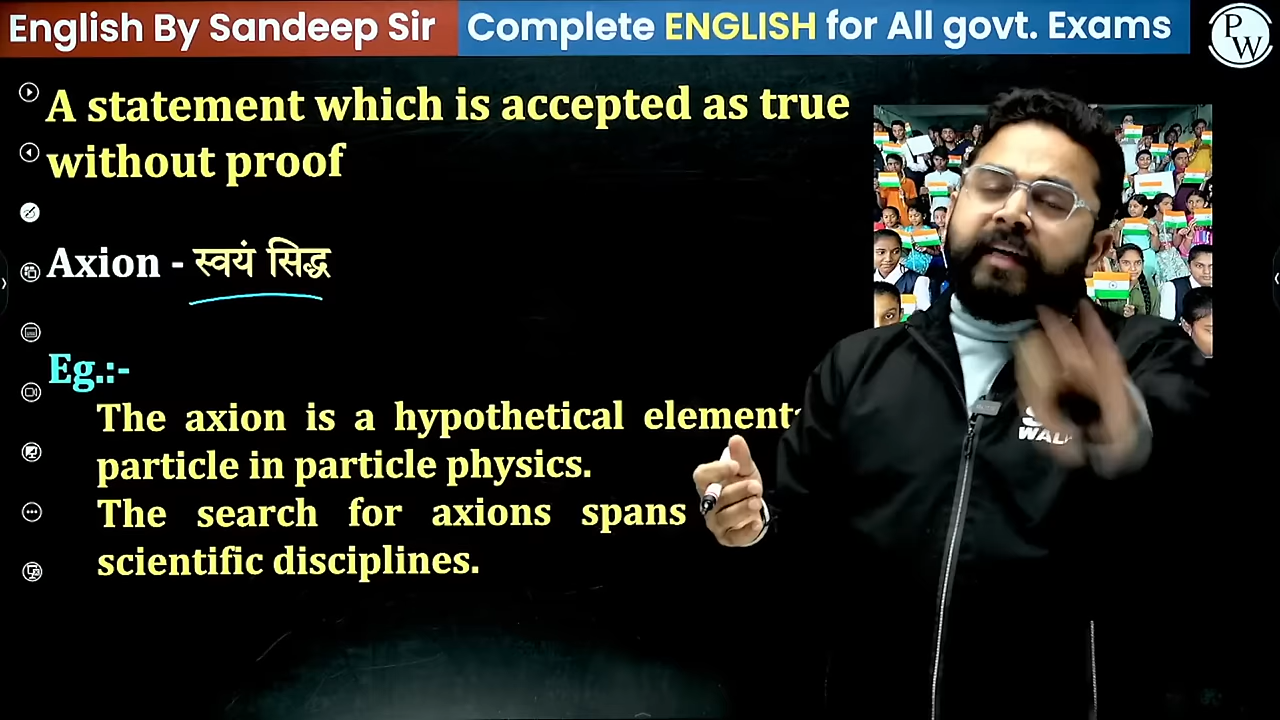 English By Sandeep Sir
Complete ENGLISH for All govt. Exams
PW
A statement which is accepted as true
without proof
Axion - स्वयं सिद्ध
Eg.:-
The axion is a hypothetical
particle in particle physics.
The search for axions spans
scientific disciplines.